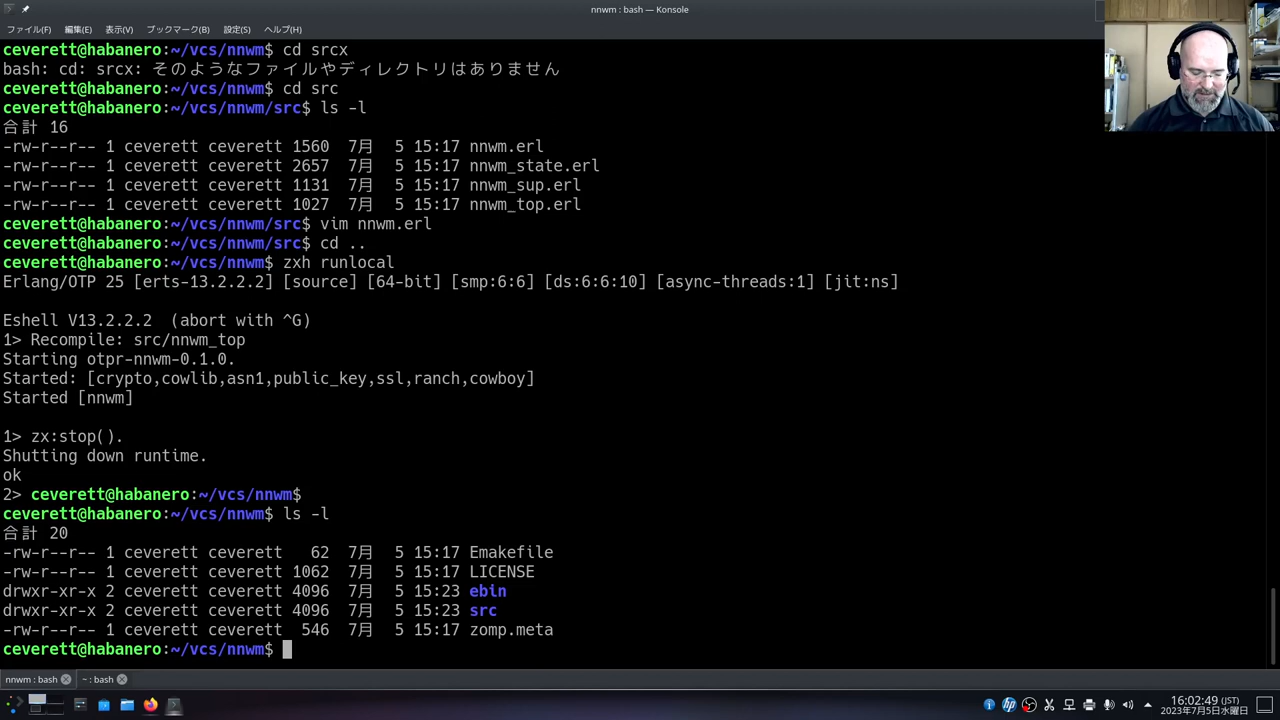 nnwm : bash — Konsole
ファイル(F) 編集(E) 表示(V) ブックマーク(B) 設定(S) ヘルプ(H)
ceverett@habanero:~/vcs/nnwm$ cd srcx
bash: cd: srcx: そのようなファイルやディレクトリはありません
ceverett@habanero:~/vcs/nnwm$ cd src
ceverett@habanero:~/vcs/nnwm/src$ ls -l
合計 16
-rw-r--r-- 1 ceverett ceverett 1560 7月 5 15:17 nnwm.erl
-rw-r--r-- 1 ceverett ceverett 2657 7月 5 15:17 nnwm_state.erl
-rw-r--r-- 1 ceverett ceverett 1131 7月 5 15:17 nnwm_sup.erl
-rw-r--r-- 1 ceverett ceverett 1027 7月 5 15:17 nnwm_top.erl
ceverett@habanero:~/vcs/nnwm/src$ vim nnwm.erl
ceverett@habanero:~/vcs/nnwm/src$ cd ..
ceverett@habanero:~/vcs/nnwm$ zxh runlocal
Erlang/OTP 25 [erts-13.2.2.2] [source] [64-bit] [smp:6:6] [ds:6:6:10] [async-threads:1] [jit:ns]
Eshell V13.2.2.2 (abort with ^G)
1> Recompile: src/nnwm_top
Starting otpr-nnwm-0.1.0.
Started: [crypto,cowlib,asn1,public_key,ssl,ranch,cowboy]
Started [nnwm]
1> zx:stop().
Shutting down runtime.
ok
2> ceverett@habanero:~/vcs/nnwm$
ceverett@habanero:~/vcs/nnwm$ ls -l
合計 20
-rw-r--r-- 1 ceverett ceverett 62 7月 5 15:17 Emakefile
-rw-r--r-- 1 ceverett ceverett 1062 7月 5 15:17 LICENSE
drwxr-xr-x 2 ceverett ceverett 4096 7月 5 15:23 ebin
drwxr-xr-x 2 ceverett ceverett 4096 7月 5 15:23 src
-rw-r--r-- 1 ceverett ceverett 546 7月 5 15:17 zomp.meta
ceverett@habanero:~/vcs/nnwm$
nnwm : bash ~ : bash
16:02:49 (JST)
2023年7月5日水曜日